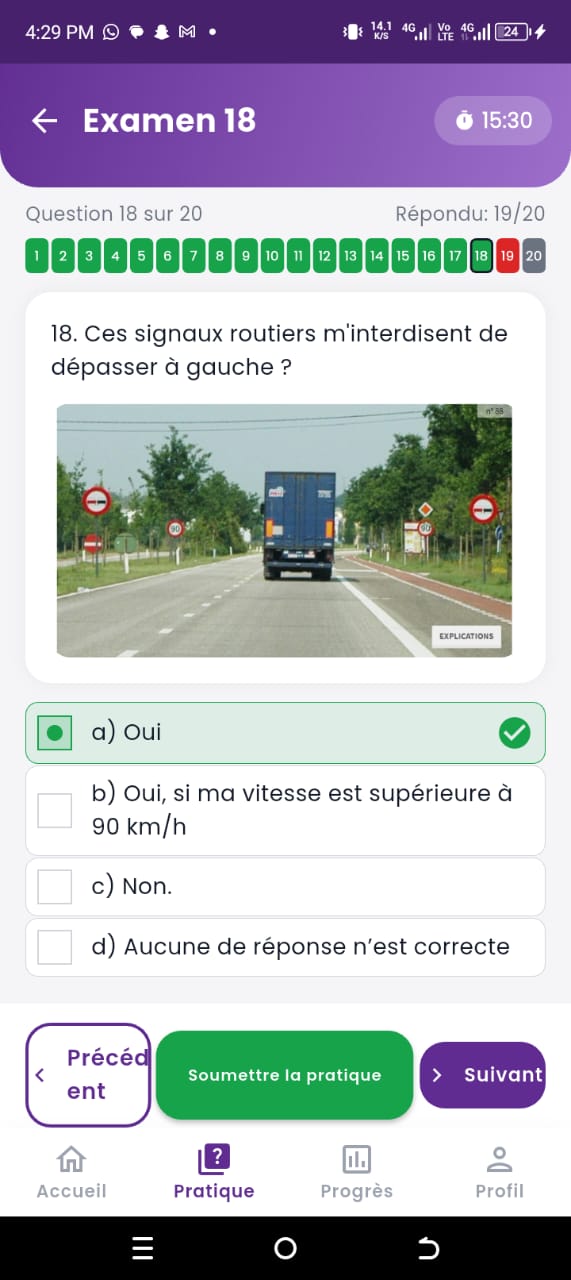 4:29 PM
14.1 K/S 4G Vo LTE 4G 24
Examen 18
15:30
Question 18 sur 20
Répondu: 19/20
1 2 3 4 5 6 7 8 9 10 11 12 13 14 15 16 17 18 19 20
18. Ces signaux routiers m'interdisent de
dépasser à gauche ?
90
90
EXPLICATIONS
a) Oui
b) Oui, si ma vitesse est supérieure à
90 km/h
c) Non.
d) Aucune de réponse n’est correcte
Précéd
ent
Soumettre la pratique
Suivant
Accueil
Pratique
Progrès
Profil